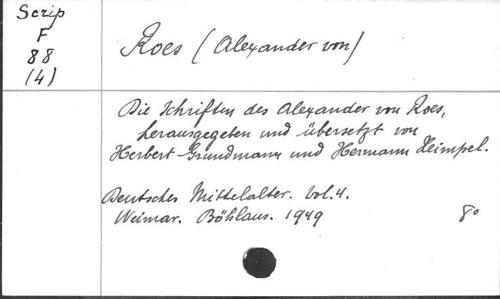 Scrip
F
88
(4)
Roes (Alexander von)
Die Schriften des Alexander von Roes,
herausgegeben und übersetzt von
Herbert Grundmann und Hermann Heimpel.
Deutsches Mittelalter. Vol. 4.
Weimar. Böhlaus. 1949
8°